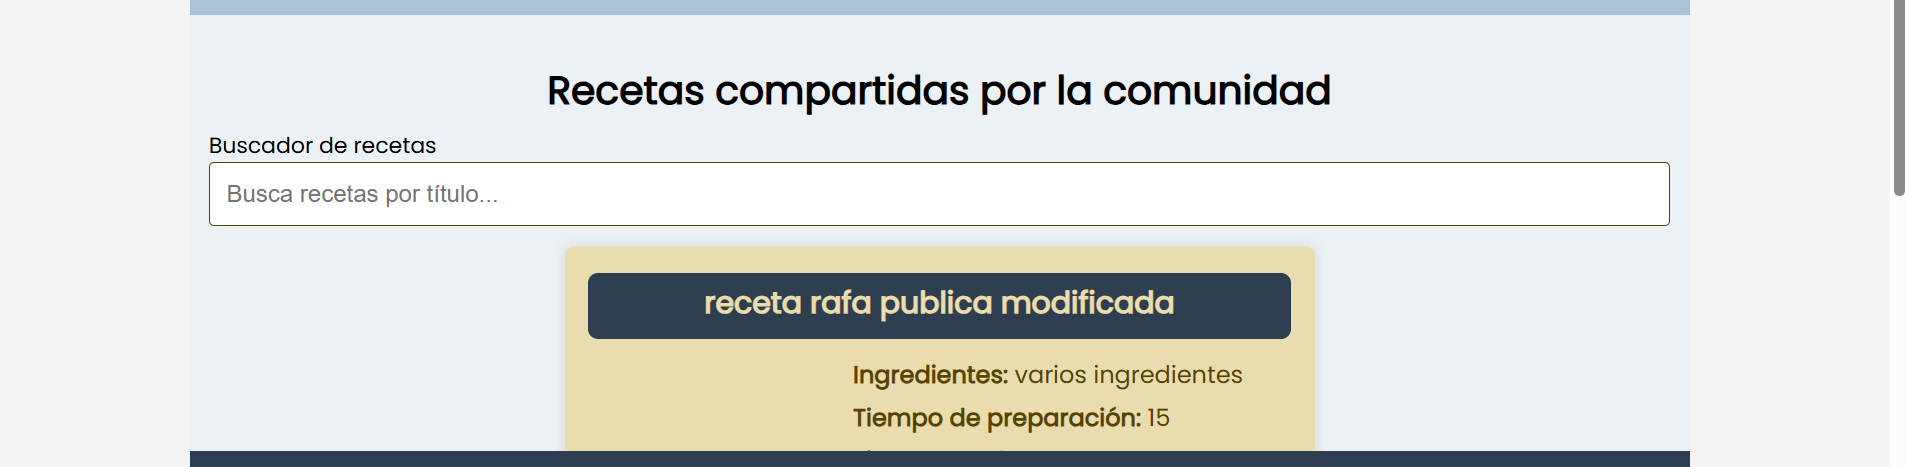 Recetas compartidas por la comunidad
Buscador de recetas
Busca recetas por título...
receta rafa publica modificada
Ingredientes: varios ingredientes
Tiempo de preparación: 15